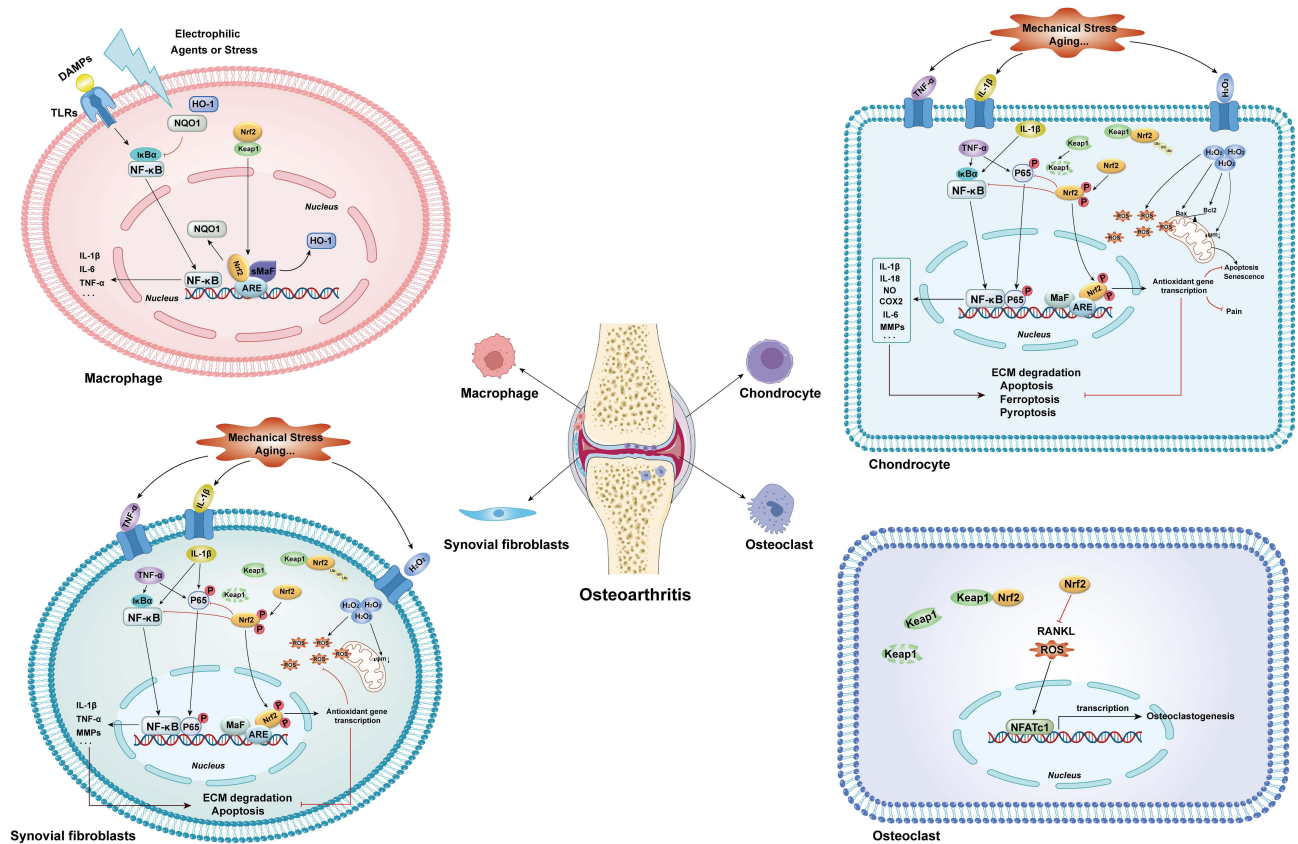 Electrophilic
Agents or Stress
DAMPs
TLRs
HO-1
NQO1
Nrf2
Keap1
IκBα
NF-κB
Nucleus
NQO1
HO-1
IL-1β
IL-6
TNF-α
. . .
NF-κB
Nrf2
sMaF
ARE
Nucleus
Macrophage
Mechanical Stress
Aging...
TNF-α
IL-1β
H₂O₂
IL-1β
TNF-α
Keap1
Keap1
Nrf2
Ub
Ub
Ub
Keap1
IκBα
NF-κB
P65
P
Nrf2
Nrf2
P
P
H₂O₂
H₂O₂
H₂O₂
ROS
ROS
ROS
ROS
ROS
Bax
Bcl2
Apoptosis
Senescence
IL-1β
IL-18
NO
COX2
IL-6
MMPs
. . .
NF-κB
P65
P
MaF
Nrf2
P
P
ARE
Antioxidant gene
transcription
Pain
Nucleus
ECM degradation
Apoptosis
Ferroptosis
Pyroptosis
Chondrocyte
Macrophage
Chondrocyte
Synovial fibroblasts
Osteoclast
Osteoarthritis
Mechanical Stress
Aging...
TNF-α
IL-1β
H₂O₂
IL-1β
TNF-α
Keap1
Keap1
Nrf2
Ub
Ub
Ub
Keap1
IκBα
NF-κB
P65
P
Nrf2
Nrf2
P
P
H₂O₂
H₂O₂
H₂O₂
ROS
ROS
ROS
ROS
ROS
IL-1β
TNF-α
MMPs
. . .
NF-κB
P65
P
MaF
Nrf2
P
P
ARE
Antioxidant gene
transcription
Nucleus
ECM degradation
Apoptosis
Synovial fibroblasts
Nrf2
Keap1
Nrf2
Keap1
Keap1
RANKL
ROS
NFATc1
transcription
Osteoclastogenesis
Nucleus
Osteoclast